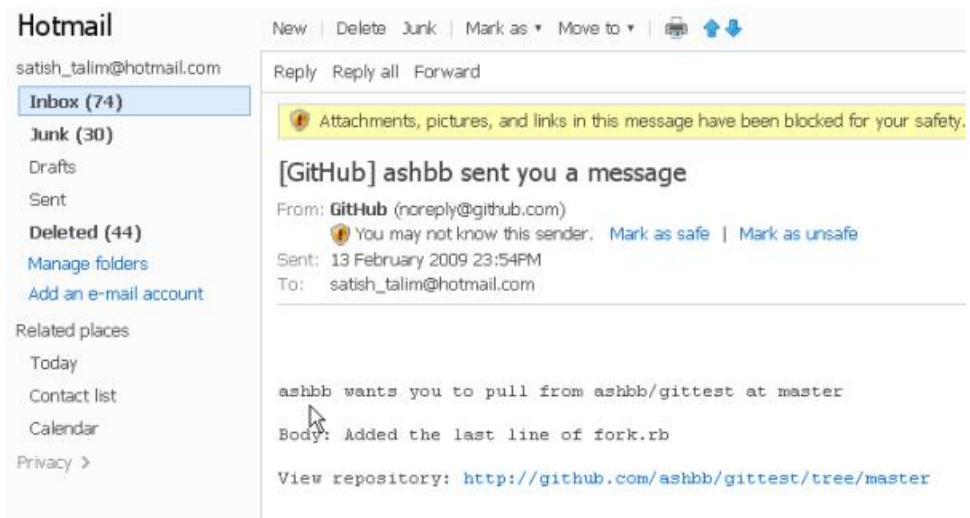 Hotmail
satish_talim@hotmail.com
Inbox (74)
Junk (30)
Drafts
Sent
Deleted (44)
Manage folders
Add an e-mail account
Related places
Today
Contact list
Calendar
Privacy >
New | Delete Junk | Mark as ▾ Move to ▾ |
Reply Reply all Forward
Attachments, pictures, and links in this message have been blocked for your safety.
[GitHub] ashbb sent you a message
From: GitHub (noreply@github.com)
You may not know this sender. Mark as safe | Mark as unsafe
Sent: 13 February 2009 23:54PM
To: satish_talim@hotmail.com
ashbb wants you to pull from ashbb/gittest at master
Body: Added the last line of fork.rb
View repository: http://github.com/ashbb/gittest/tree/master